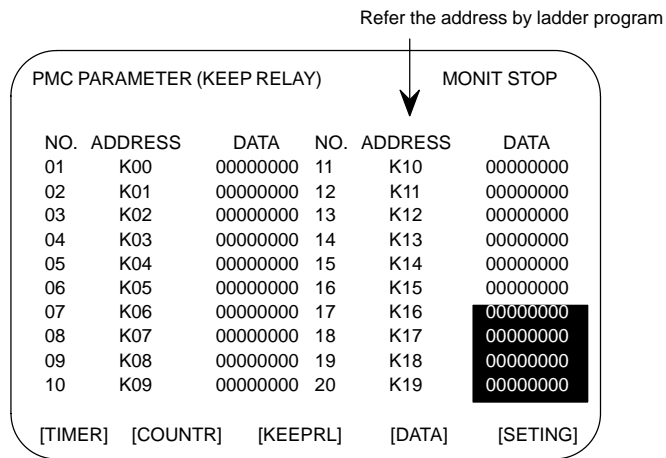 Refer the address by ladder program
PMC PARAMETER (KEEP RELAY) MONIT STOP
NO. ADDRESS DATA NO. ADDRESS DATA
01 K00 00000000 11 K10 00000000
02 K01 00000000 12 K11 00000000
03 K02 00000000 13 K12 00000000
04 K03 00000000 14 K13 00000000
05 K04 00000000 15 K14 00000000
06 K05 00000000 16 K15 00000000
07 K06 00000000 17 K16 00000000
08 K07 00000000 18 K17 00000000
09 K08 00000000 19 K18 00000000
10 K09 00000000 20 K19 00000000
[TIMER] [COUNTR] [KEEPRL] [DATA] [SETING]